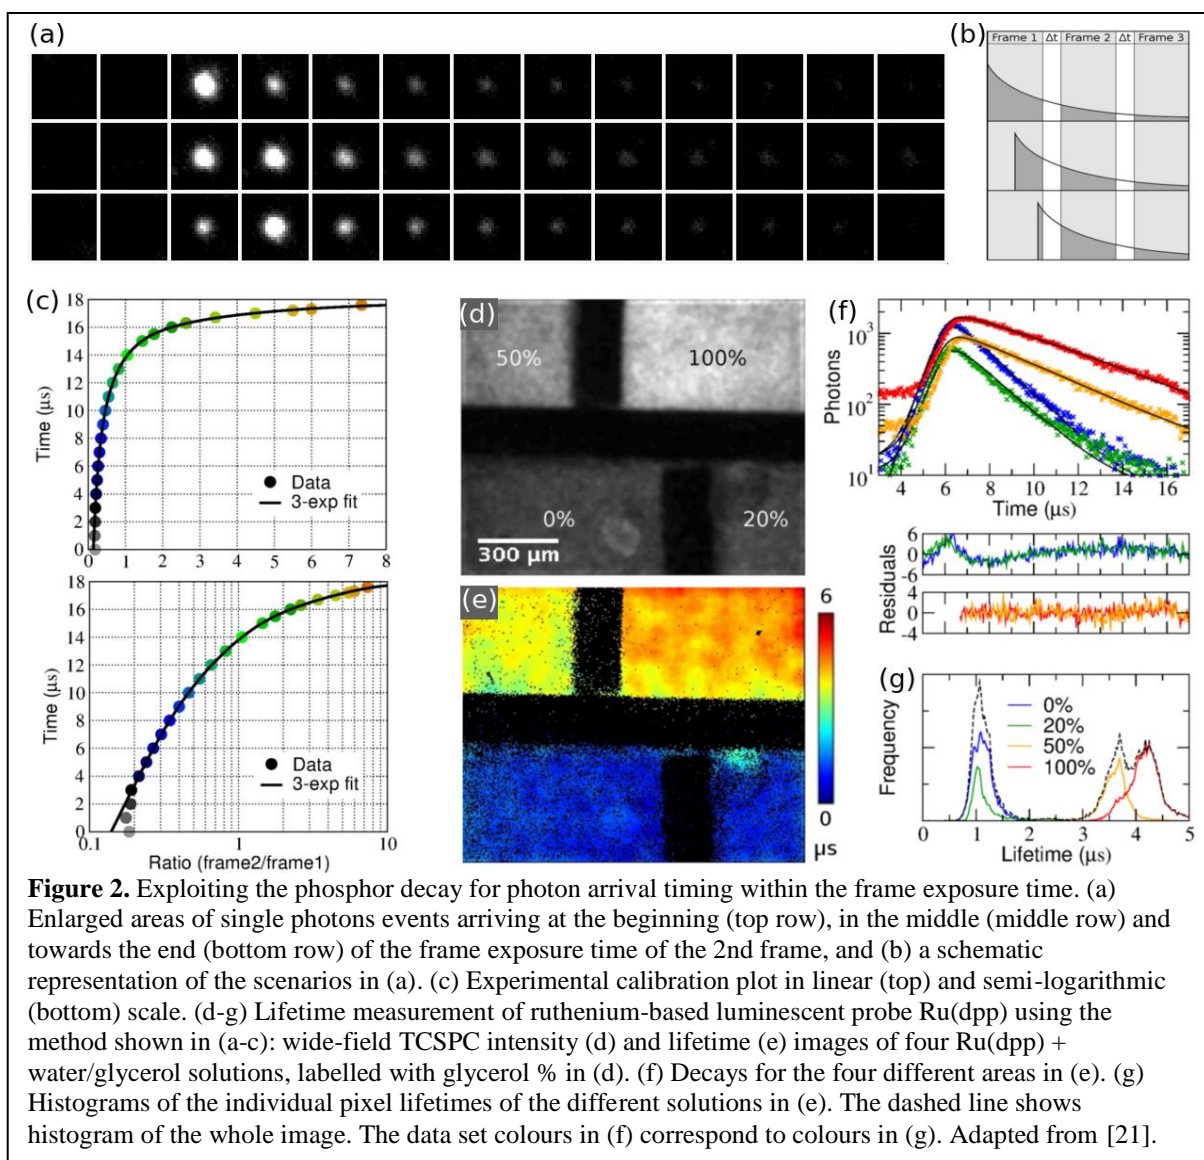 (a)
(b)
Frame 1 Δt Frame 2 Δt Frame 3
(c)
18
16
14
12
10
8
6
4
2
0
Time (µs)
Data
3-exp fit
0 1 2 3 4 5 6 7 8
18
16
14
12
10
8
6
4
2
0
Time (µs)
Data
3-exp fit
0.1 1 10
Ratio (frame2/frame1)
(d)
50%
100%
0%
20%
300 µm
(e)
6
0
µs
(f)
10³
10²
10¹
Photons
4 6 8 10 12 14 16
Time (µs)
6
0
-6
4
0
-4
Residuals
(g)
Frequency
0%
20%
50%
100%
0 1 2 3 4 5
Lifetime (µs)
Figure 2. Exploiting the phosphor decay for photon arrival timing within the frame exposure time. (a)
Enlarged areas of single photons events arriving at the beginning (top row), in the middle (middle row) and
towards the end (bottom row) of the frame exposure time of the 2nd frame, and (b) a schematic
representation of the scenarios in (a). (c) Experimental calibration plot in linear (top) and semi-logarithmic
(bottom) scale. (d-g) Lifetime measurement of ruthenium-based luminescent probe Ru(dpp) using the
method shown in (a-c): wide-field TCSPC intensity (d) and lifetime (e) images of four Ru(dpp) +
water/glycerol solutions, labelled with glycerol % in (d). (f) Decays for the four different areas in (e). (g)
Histograms of the individual pixel lifetimes of the different solutions in (e). The dashed line shows
histogram of the whole image. The data set colours in (f) correspond to colours in (g). Adapted from [21].